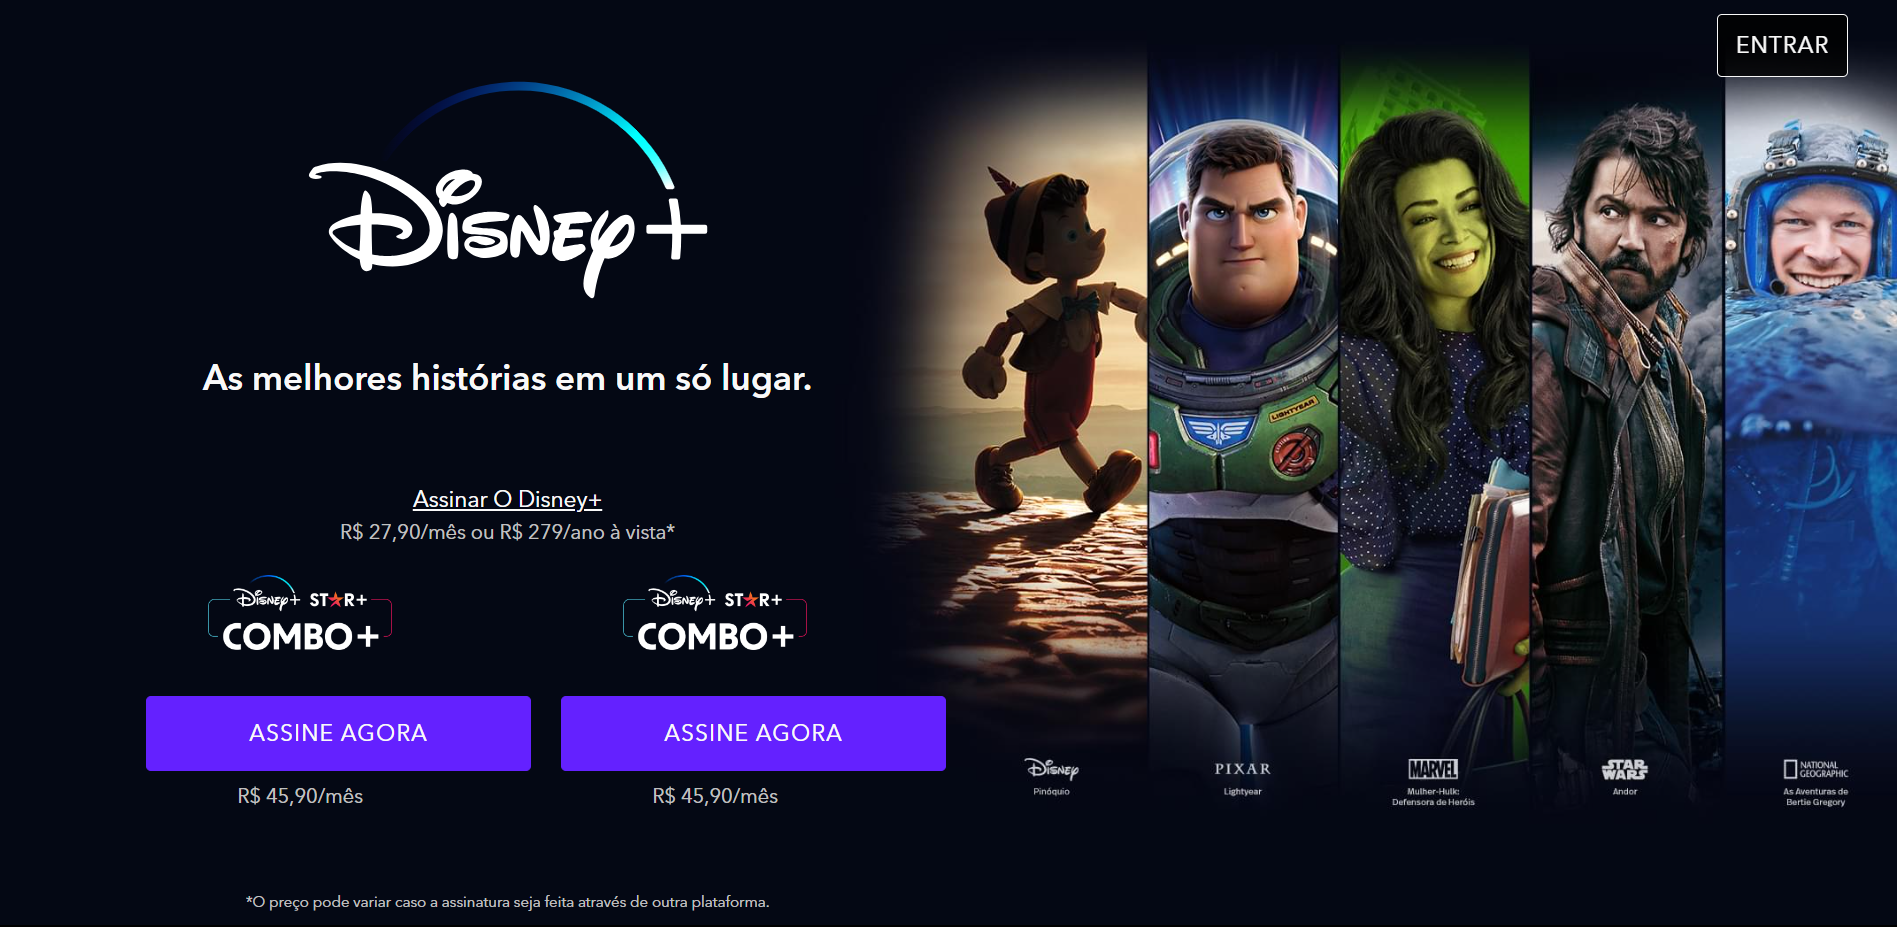 ENTRAR
Disney+
As melhores histórias em um só lugar.
Assinar O Disney+
R$ 27,90/mês ou R$ 279/ano à vista*
Disney+ STAR+
COMBO+
ASSINE AGORA
R$ 45,90/mês
Disney+ STAR+
COMBO+
ASSINE AGORA
R$ 45,90/mês
*O preço pode variar caso a assinatura seja feita através de outra plataforma.
LIGHTYEAR
Disney
Pinóquio
PIXAR
Lightyear
MARVEL
Mulher-Hulk:
Defensora de Heróis
STAR
WARS
Andor
NATIONAL
GEOGRAPHIC
As Aventuras de
Bertie Gregory